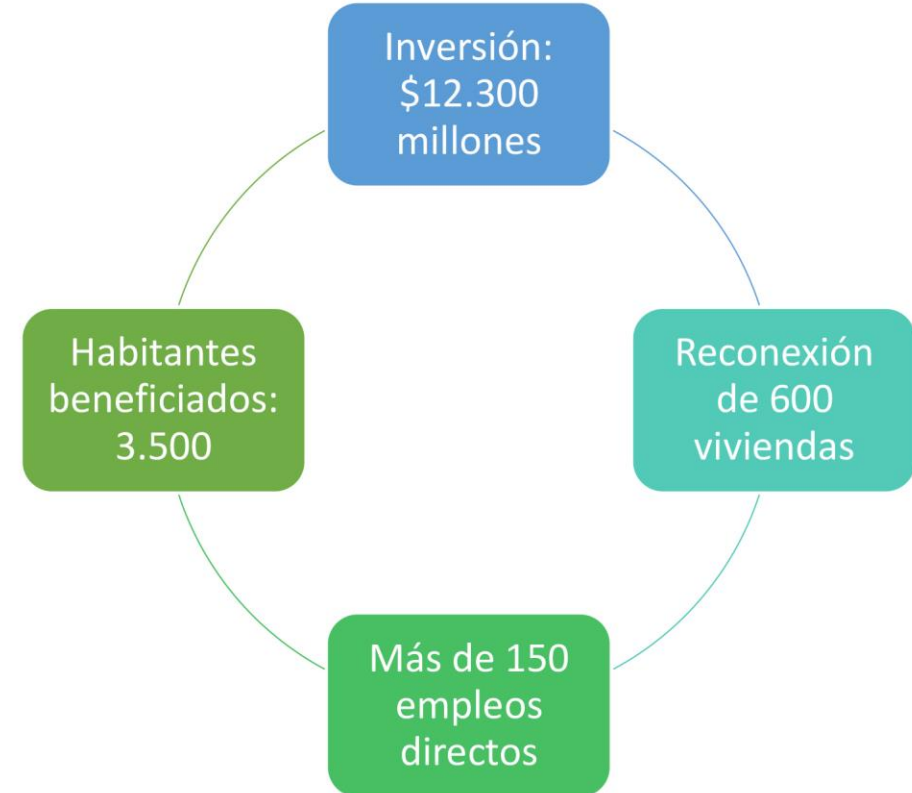 Inversión:
$12.300
millones
Reconexión
de 600
viviendas
Más de 150
empleos
directos
Habitantes
beneficiados:
3.500